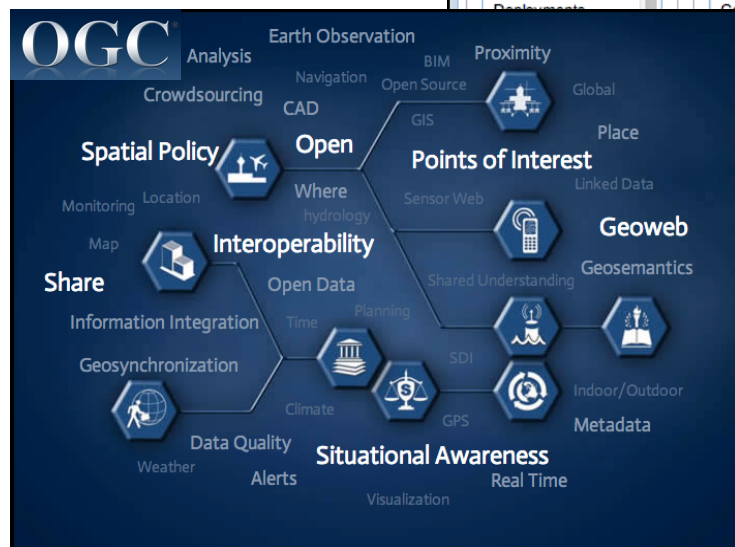 Deployments
OGC
Earth Observation
Analysis
BIM
Proximity
Navigation
Open Source
Global
Crowdsourcing
CAD
GIS
Place
Spatial Policy
Open
Points of Interest
Where
Linked Data
Monitoring
Location
hydrology
Sensor Web
Geoweb
Map
Interoperability
Share
Open Data
Shared Understanding
Geosemantics
Information Integration
Time
Planning
Geosynchronization
SDI
Indoor/Outdoor
Climate
GPS
Metadata
Data Quality
Situational Awareness
Weather
Alerts
Real Time
Visualization